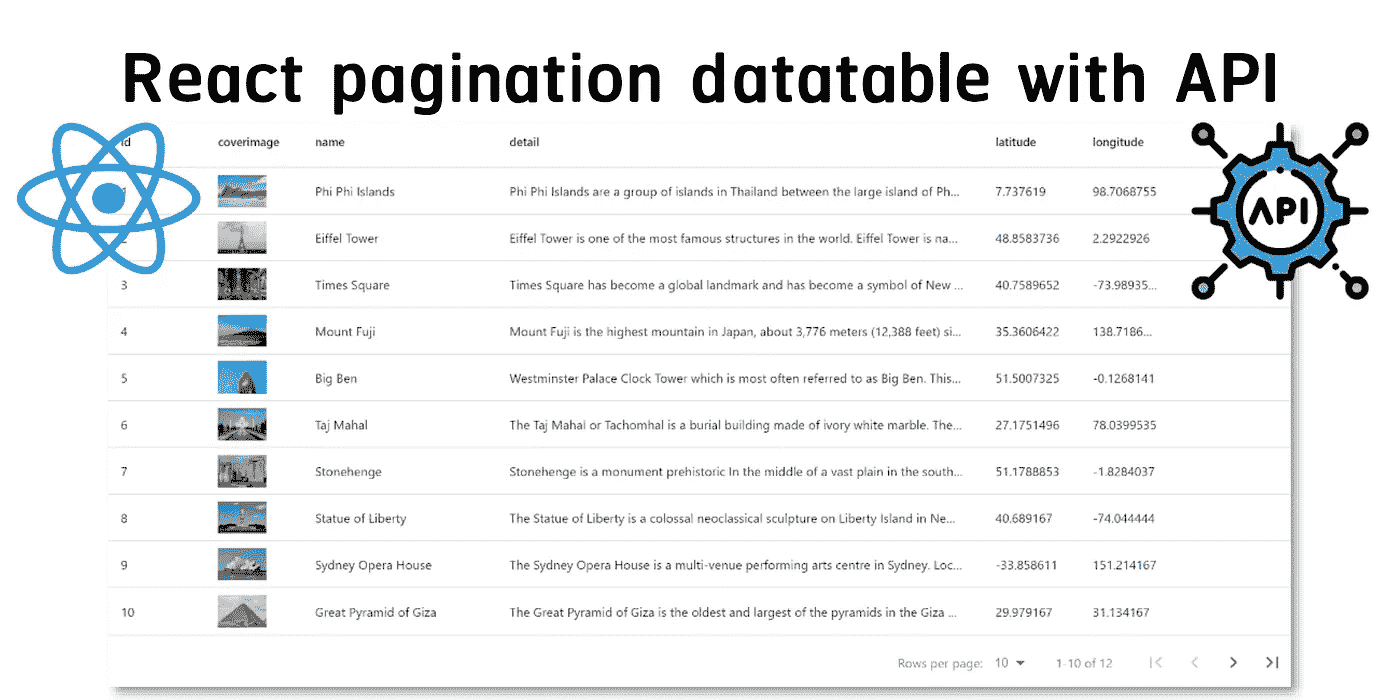 React pagination datatable with API
id coverimage name detail latitude longitude
1 Phi Phi Islands Phi Phi Islands are a group of islands in Thailand between the large island of Ph... 7.737619 98.7068755
2 Eiffel Tower Eiffel Tower is one of the most famous structures in the world. Eiffel Tower is na... 48.8583736 2.2922926
3 Times Square Times Square has become a global landmark and has become a symbol of New ... 40.7589652 -73.98935...
4 Mount Fuji Mount Fuji is the highest mountain in Japan, about 3,776 meters (12,388 feet) si... 35.3606422 138.7186...
5 Big Ben Westminster Palace Clock Tower which is most often referred to as Big Ben. This... 51.5007325 -0.1268141
6 Taj Mahal The Taj Mahal or Tachomhal is a burial building made of ivory white marble. The... 27.1751496 78.0399535
7 Stonehenge Stonehenge is a monument prehistoric In the middle of a vast plain in the south... 51.1788853 -1.8284037
8 Statue of Liberty The Statue of Liberty is a colossal neoclassical sculpture on Liberty Island in Ne... 40.689167 -74.044444
9 Sydney Opera House The Sydney Opera House is a multi-venue performing arts centre in Sydney. Loc... -33.858611 151.214167
10 Great Pyramid of Giza The Great Pyramid of Giza is the oldest and largest of the pyramids in the Giza ... 29.979167 31.134167
Rows per page: 10 1-10 of 12
API